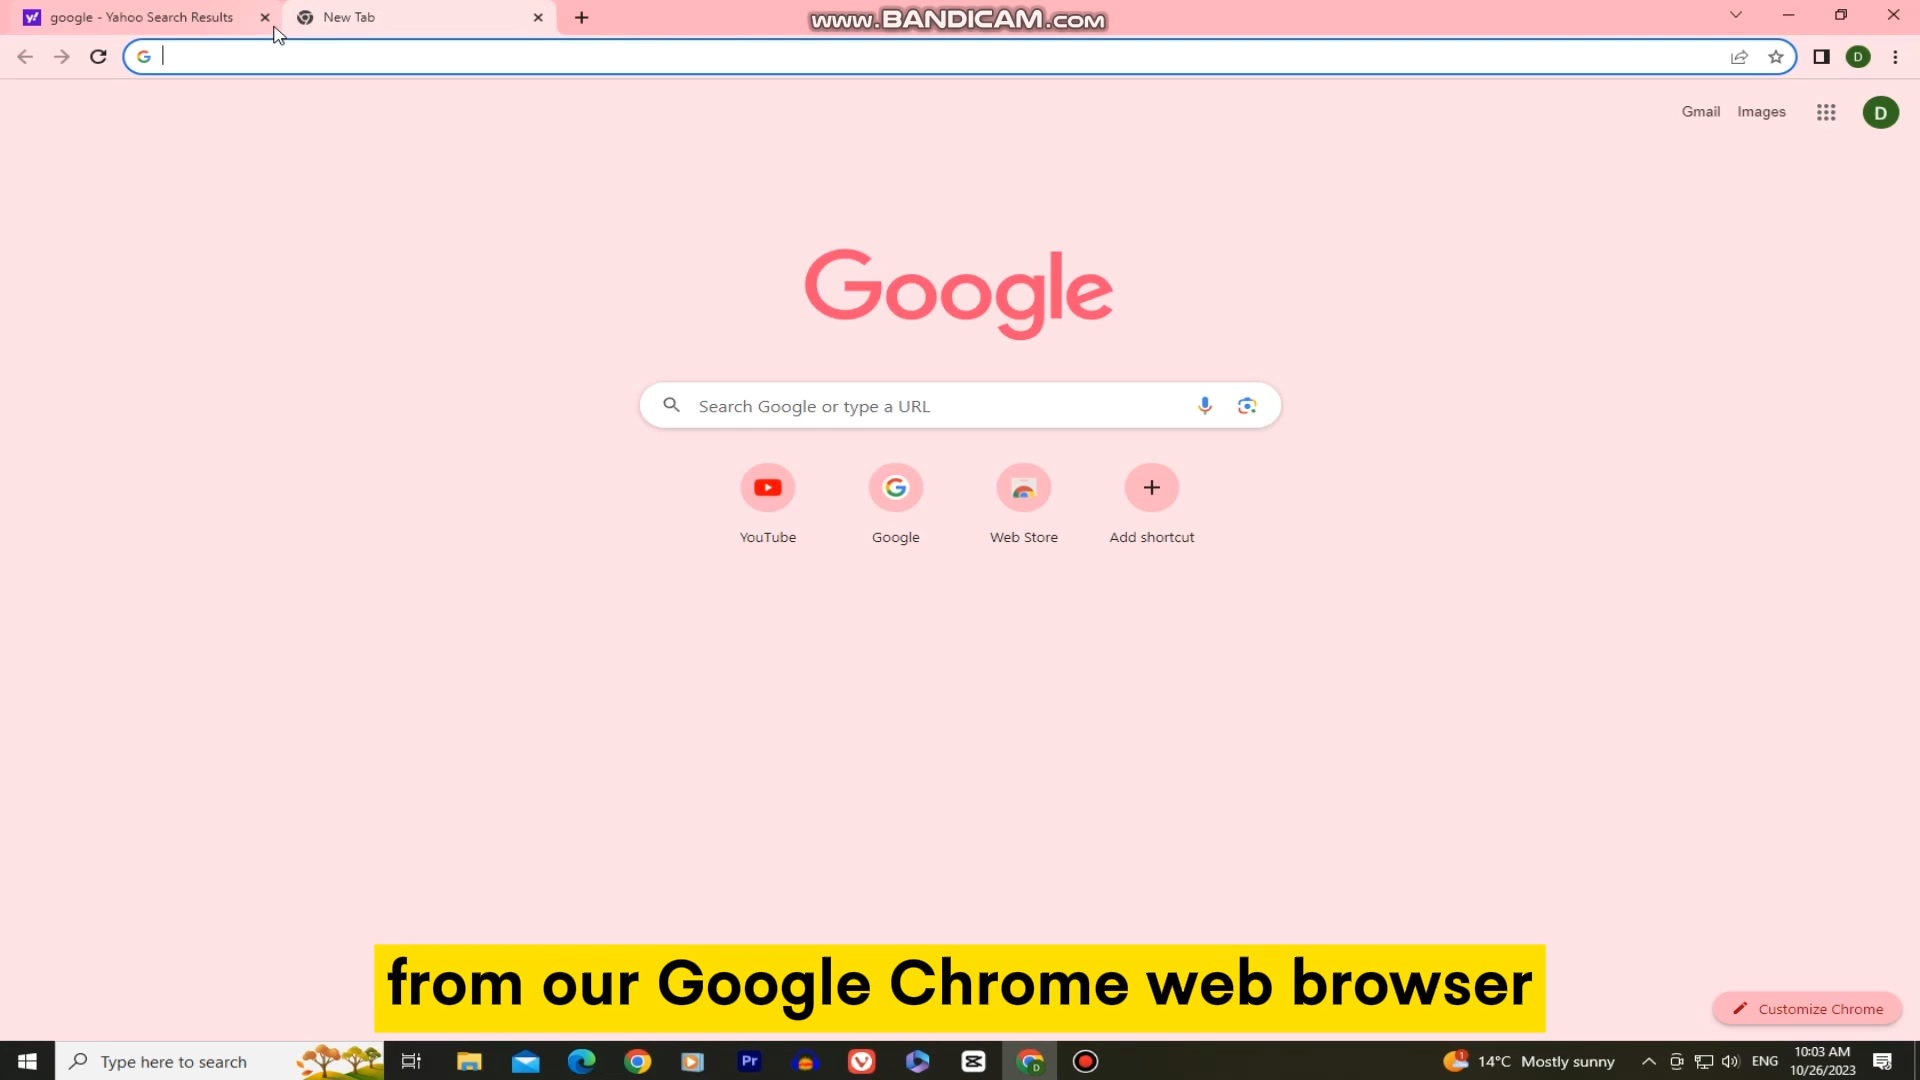 google - Yahoo Search Results
New Tab
www.BANDICAM.com
D
Gmail
Images
D
Google
Search Google or type a URL
YouTube
Google
Web Store
Add shortcut
from our Google Chrome web browser
Customize Chrome
Type here to search
Pr
D
1
14°C Mostly sunny
ENG
10:03 AM
10/26/2023